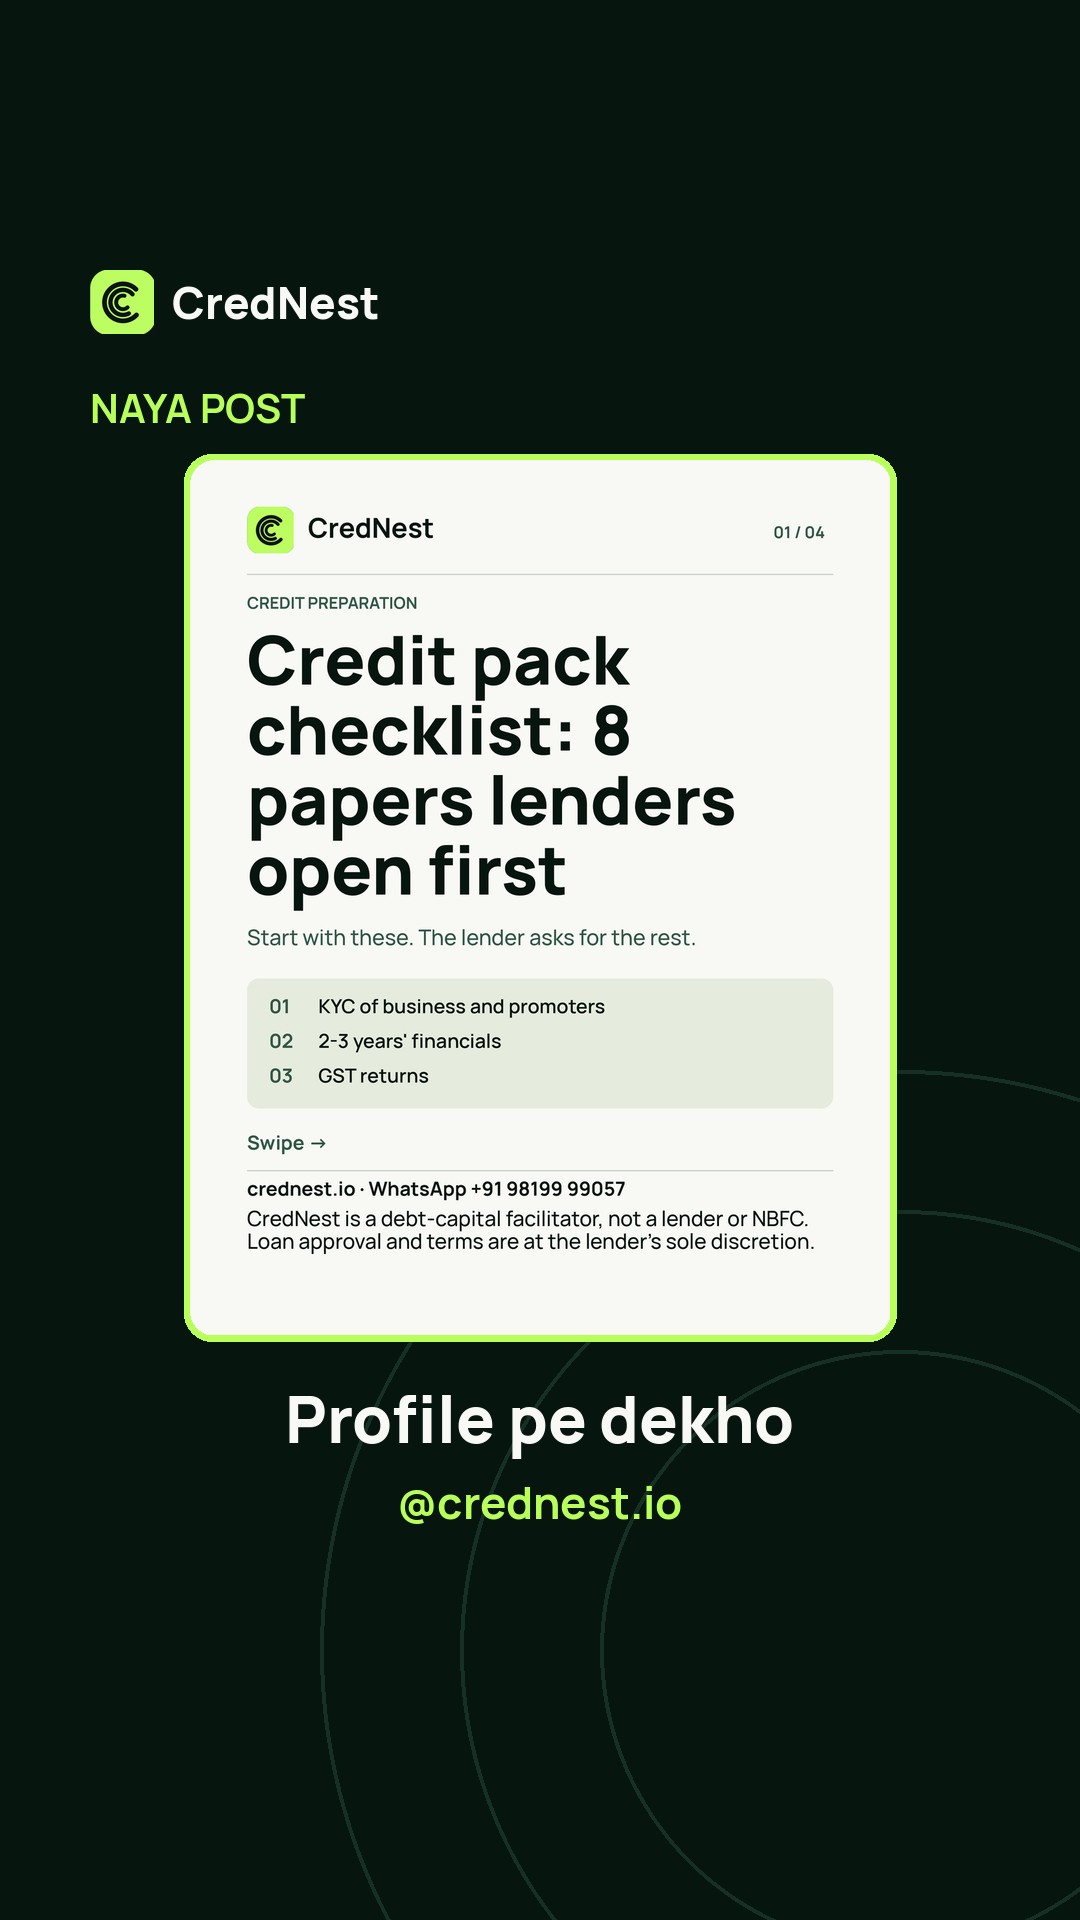 CredNest
NAYA POST
CredNest
01 / 04
CREDIT PREPARATION
Credit pack
checklist: 8
papers lenders
open first
Start with these. The lender asks for the rest.
01 KYC of business and promoters
02 2-3 years' financials
03 GST returns
Swipe →
crednest.io · WhatsApp +91 98199 99057
CredNest is a debt-capital facilitator, not a lender or NBFC.
Loan approval and terms are at the lender’s sole discretion.
Profile pe dekho
@crednest.io